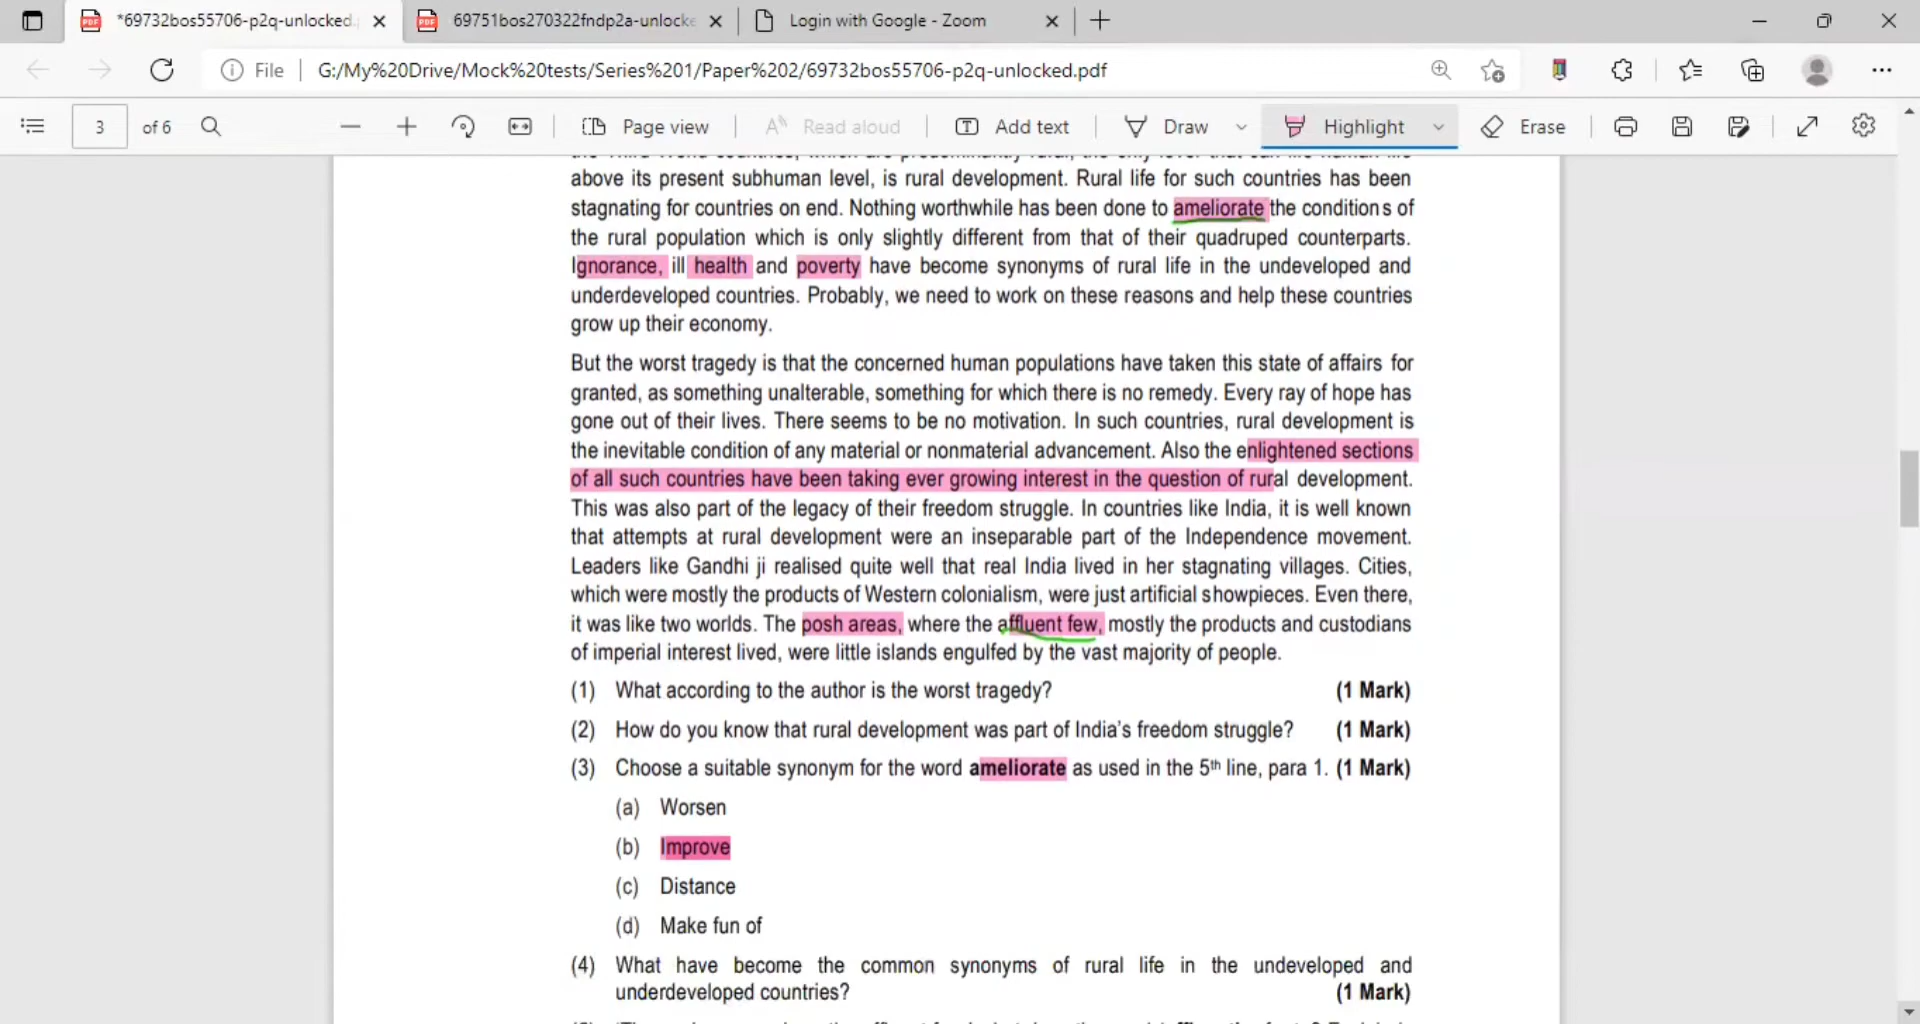 *69732bos55706-p2q-unlocked.
69751bos270322fndp2a-unlocke
Login with Google - Zoom
File
G:/My%20Drive/Mock%20tests/Series%201/Paper%202/69732bos55706-p2q-unlocked.pdf
3 of 6
Page view
Read aloud
Add text
Draw
Highlight
Erase
above its present subhuman level, is rural development. Rural life for such countries has been
stagnating for countries on end. Nothing worthwhile has been done to ameliorate the conditions of
the rural population which is only slightly different from that of their quadruped counterparts.
Ignorance, ill health and poverty have become synonyms of rural life in the undeveloped and
underdeveloped countries. Probably, we need to work on these reasons and help these countries
grow up their economy.
But the worst tragedy is that the concerned human populations have taken this state of affairs for
granted, as something unalterable, something for which there is no remedy. Every ray of hope has
gone out of their lives. There seems to be no motivation. In such countries, rural development is
the inevitable condition of any material or nonmaterial advancement. Also the enlightened sections
of all such countries have been taking ever growing interest in the question of rural development.
This was also part of the legacy of their freedom struggle. In countries like India, it is well known
that attempts at rural development were an inseparable part of the Independence movement.
Leaders like Gandhi ji realised quite well that real India lived in her stagnating villages. Cities,
which were mostly the products of Western colonialism, were just artificial showpieces. Even there,
it was like two worlds. The posh areas, where the affluent few, mostly the products and custodians
of imperial interest lived, were little islands engulfed by the vast majority of people.
(1) What according to the author is the worst tragedy? (1 Mark)
(2) How do you know that rural development was part of India's freedom struggle? (1 Mark)
(3) Choose a suitable synonym for the word ameliorate as used in the 5th line, para 1. (1 Mark)
(a) Worsen
(b) Improve
(c) Distance
(d) Make fun of
(4) What have become the common synonyms of rural life in the undeveloped and
underdeveloped countries? (1 Mark)